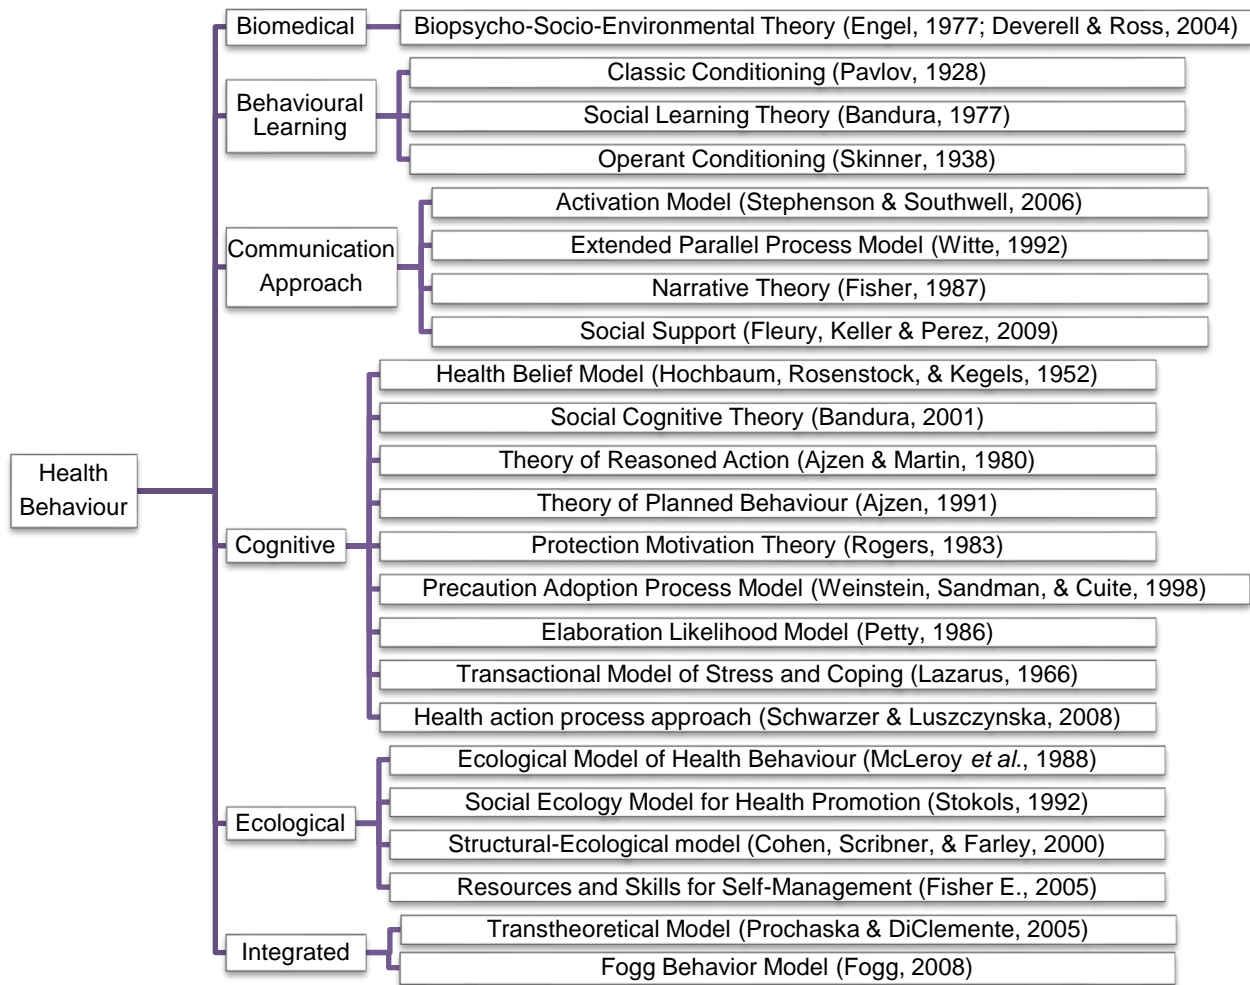 Health
Behaviour
Biomedical
Biopsycho-Socio-Environmental Theory (Engel, 1977; Deverell & Ross, 2004)
Behavioural
Learning
Classic Conditioning (Pavlov, 1928)
Social Learning Theory (Bandura, 1977)
Operant Conditioning (Skinner, 1938)
Communication
Approach
Activation Model (Stephenson & Southwell, 2006)
Extended Parallel Process Model (Witte, 1992)
Narrative Theory (Fisher, 1987)
Social Support (Fleury, Keller & Perez, 2009)
Cognitive
Health Belief Model (Hochbaum, Rosenstock, & Kegels, 1952)
Social Cognitive Theory (Bandura, 2001)
Theory of Reasoned Action (Ajzen & Martin, 1980)
Theory of Planned Behaviour (Ajzen, 1991)
Protection Motivation Theory (Rogers, 1983)
Precaution Adoption Process Model (Weinstein, Sandman, & Cuite, 1998)
Elaboration Likelihood Model (Petty, 1986)
Transactional Model of Stress and Coping (Lazarus, 1966)
Health action process approach (Schwarzer & Luszczynska, 2008)
Ecological
Ecological Model of Health Behaviour (McLeroy et al., 1988)
Social Ecology Model for Health Promotion (Stokols, 1992)
Structural-Ecological model (Cohen, Scribner, & Farley, 2000)
Resources and Skills for Self-Management (Fisher E., 2005)
Integrated
Transtheoretical Model (Prochaska & DiClemente, 2005)
Fogg Behavior Model (Fogg, 2008)